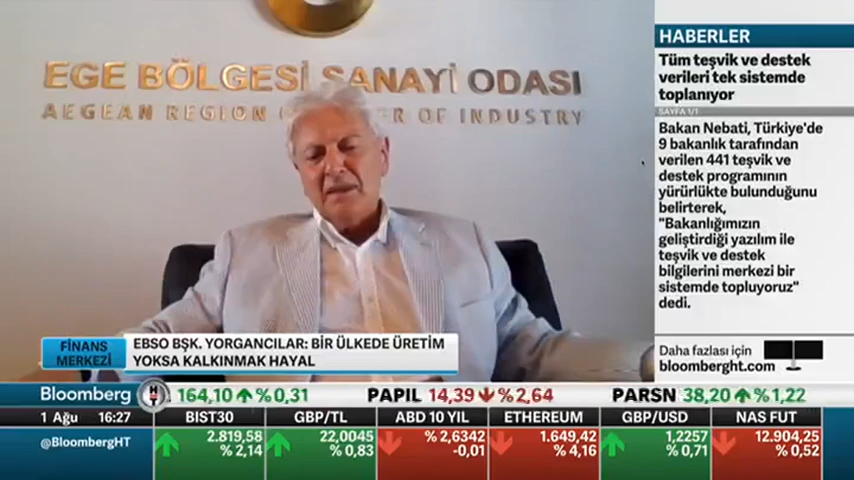 EGE BÖLGESİ SANAYİ ODASI
AEGEAN REGION ER OF INDUSTRY
HABERLER
Tüm teşvik ve destek
verileri tek sistemde
toplanıyor
SAYFA 1/1
Bakan Nebati, Türkiye'de
9 bakanlık tarafından
verilen 441 teşvik ve
destek programının
yürürlükte bulunduğunu
belirterek,
"Bakanlığımızın
geliştirdiği yazılım ile
teşvik ve destek
bilgilerini merkezi bir
sistemde topluyoruz"
dedi.
Daha fazlası için
bloomberght.com
FİNANS
MERKEZİ
EBSO BŞK. YORGANCILAR: BİR ÜLKEDE ÜRETİM
YOKSA KALKINMAK HAYAL
Bloomberg HT 164,10 % 0,31 PAPIL 14,39 % 2,64 PARSN 38,20 % 1,22
1 Ağu 16:27 BIST30 GBP/TL ABD 10 YIL ETHEREUM GBP/USD NAS FUT
@BloombergHT 2.819,58 22,0045 % 2,6342 1.649,42 1,2257 12.904,25
% 2,14 % 0,83 -0,01 % 4,16 % 0,71 % 0,52